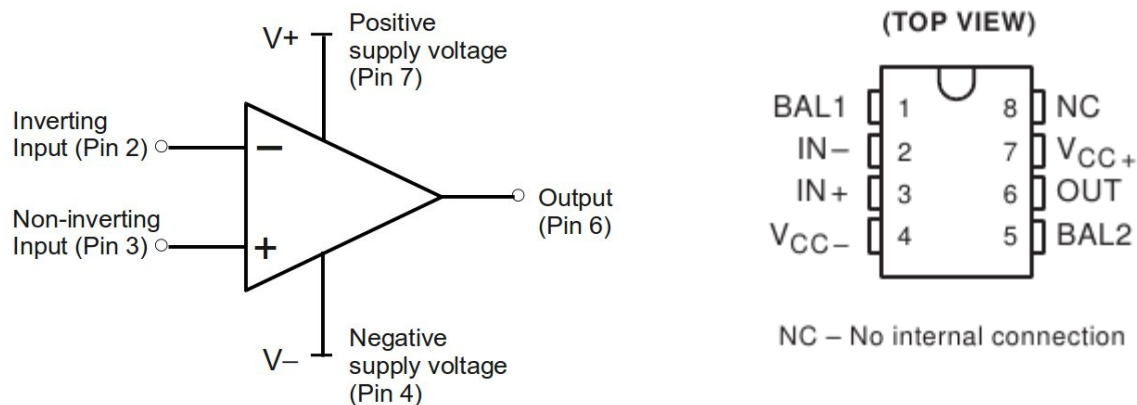 V+
Positive
supply voltage
(Pin 7)
Inverting
Input (Pin 2)
−
Non-inverting
Input (Pin 3)
+
Output
(Pin 6)
V−
Negative
supply voltage
(Pin 4)
(TOP VIEW)
BAL1 1 8 NC
IN− 2 7 VCC+
IN+ 3 6 OUT
VCC− 4 5 BAL2
NC – No internal connection